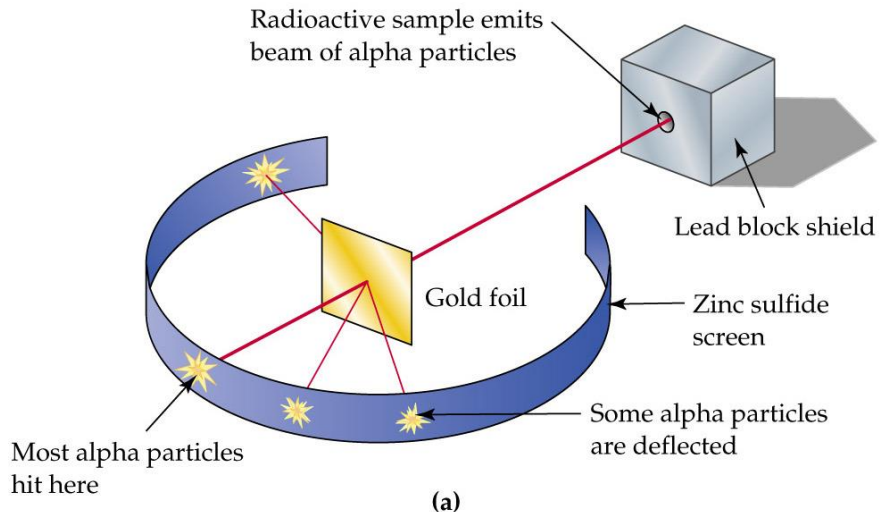 Radioactive sample emits
beam of alpha particles
Lead block shield
Gold foil
Zinc sulfide
screen
Some alpha particles
are deflected
Most alpha particles
hit here
(a)